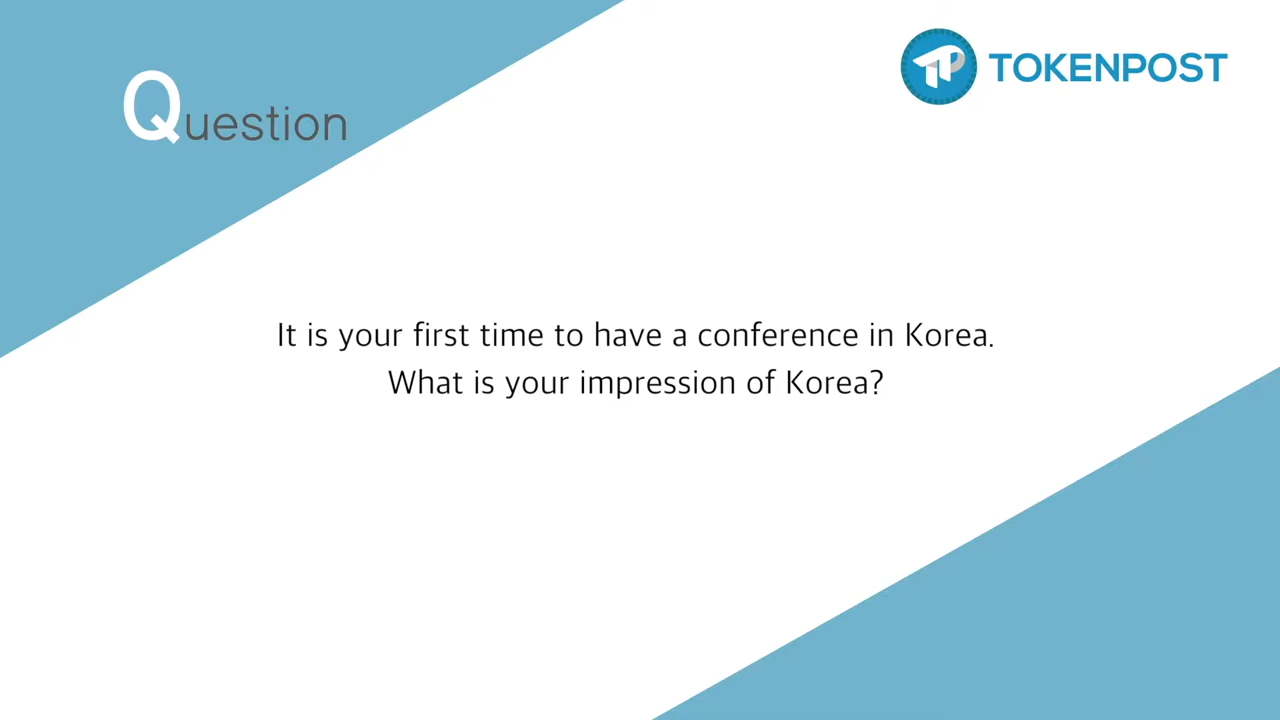 Question
TOKENPOST
It is your first time to have a conference in Korea.
What is your impression of Korea?